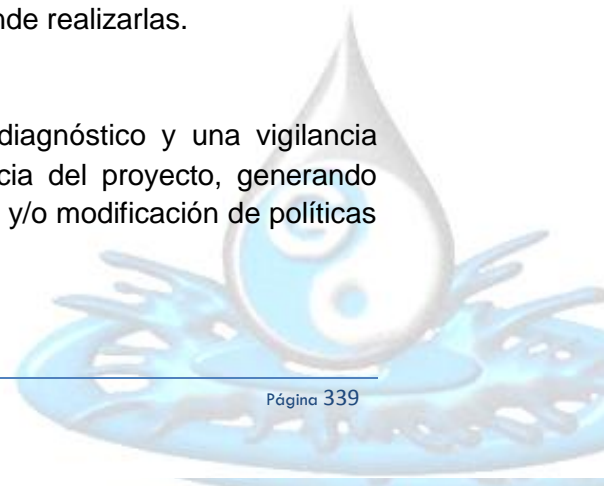 nde realizarlas.
diagnóstico y una vigilancia
cia del proyecto, generando
y/o modificación de políticas
Página 339